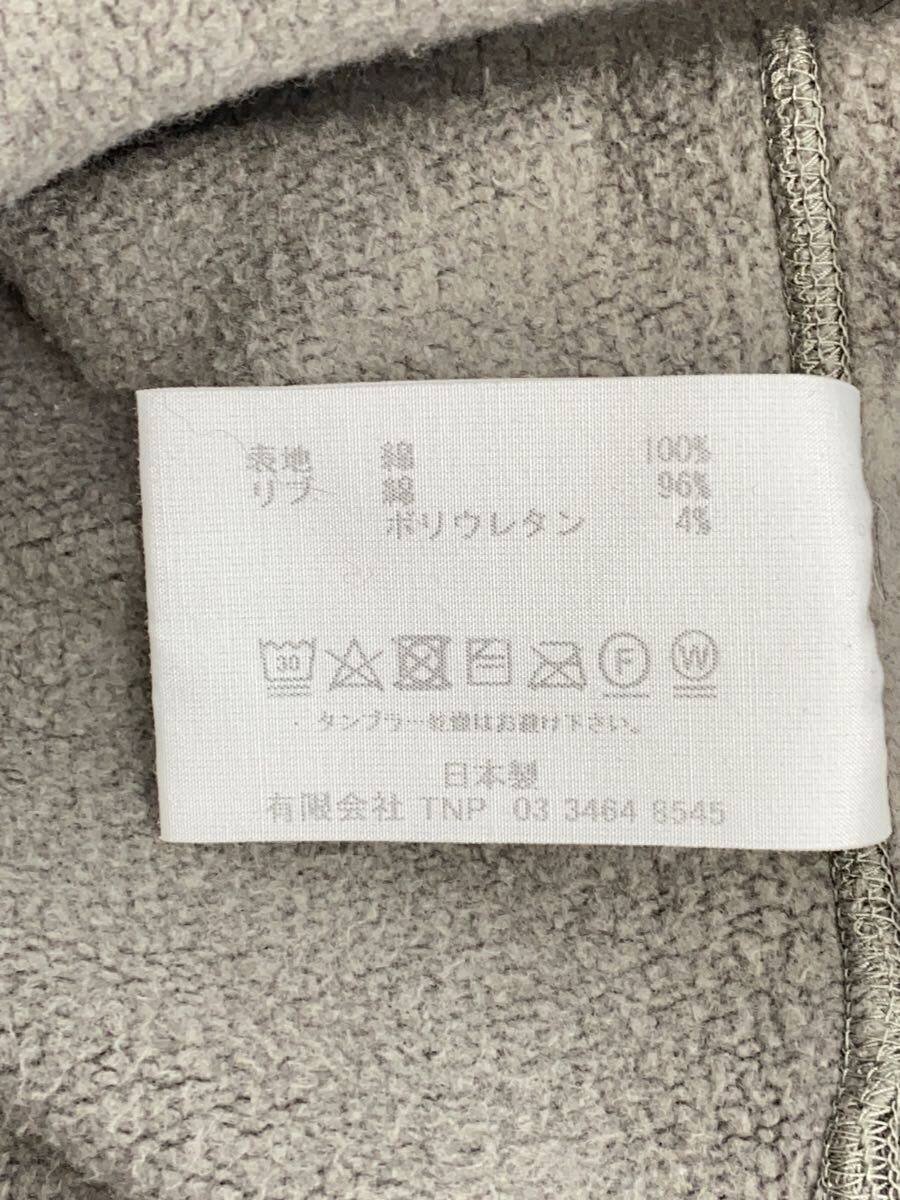 表地 綿 100%
リブ 綿 96%
ポリウレタン 4%
30 F W
・タンブラー乾燥はお避け下さい。
日本製
有限会社 TNP 03 3464 8545